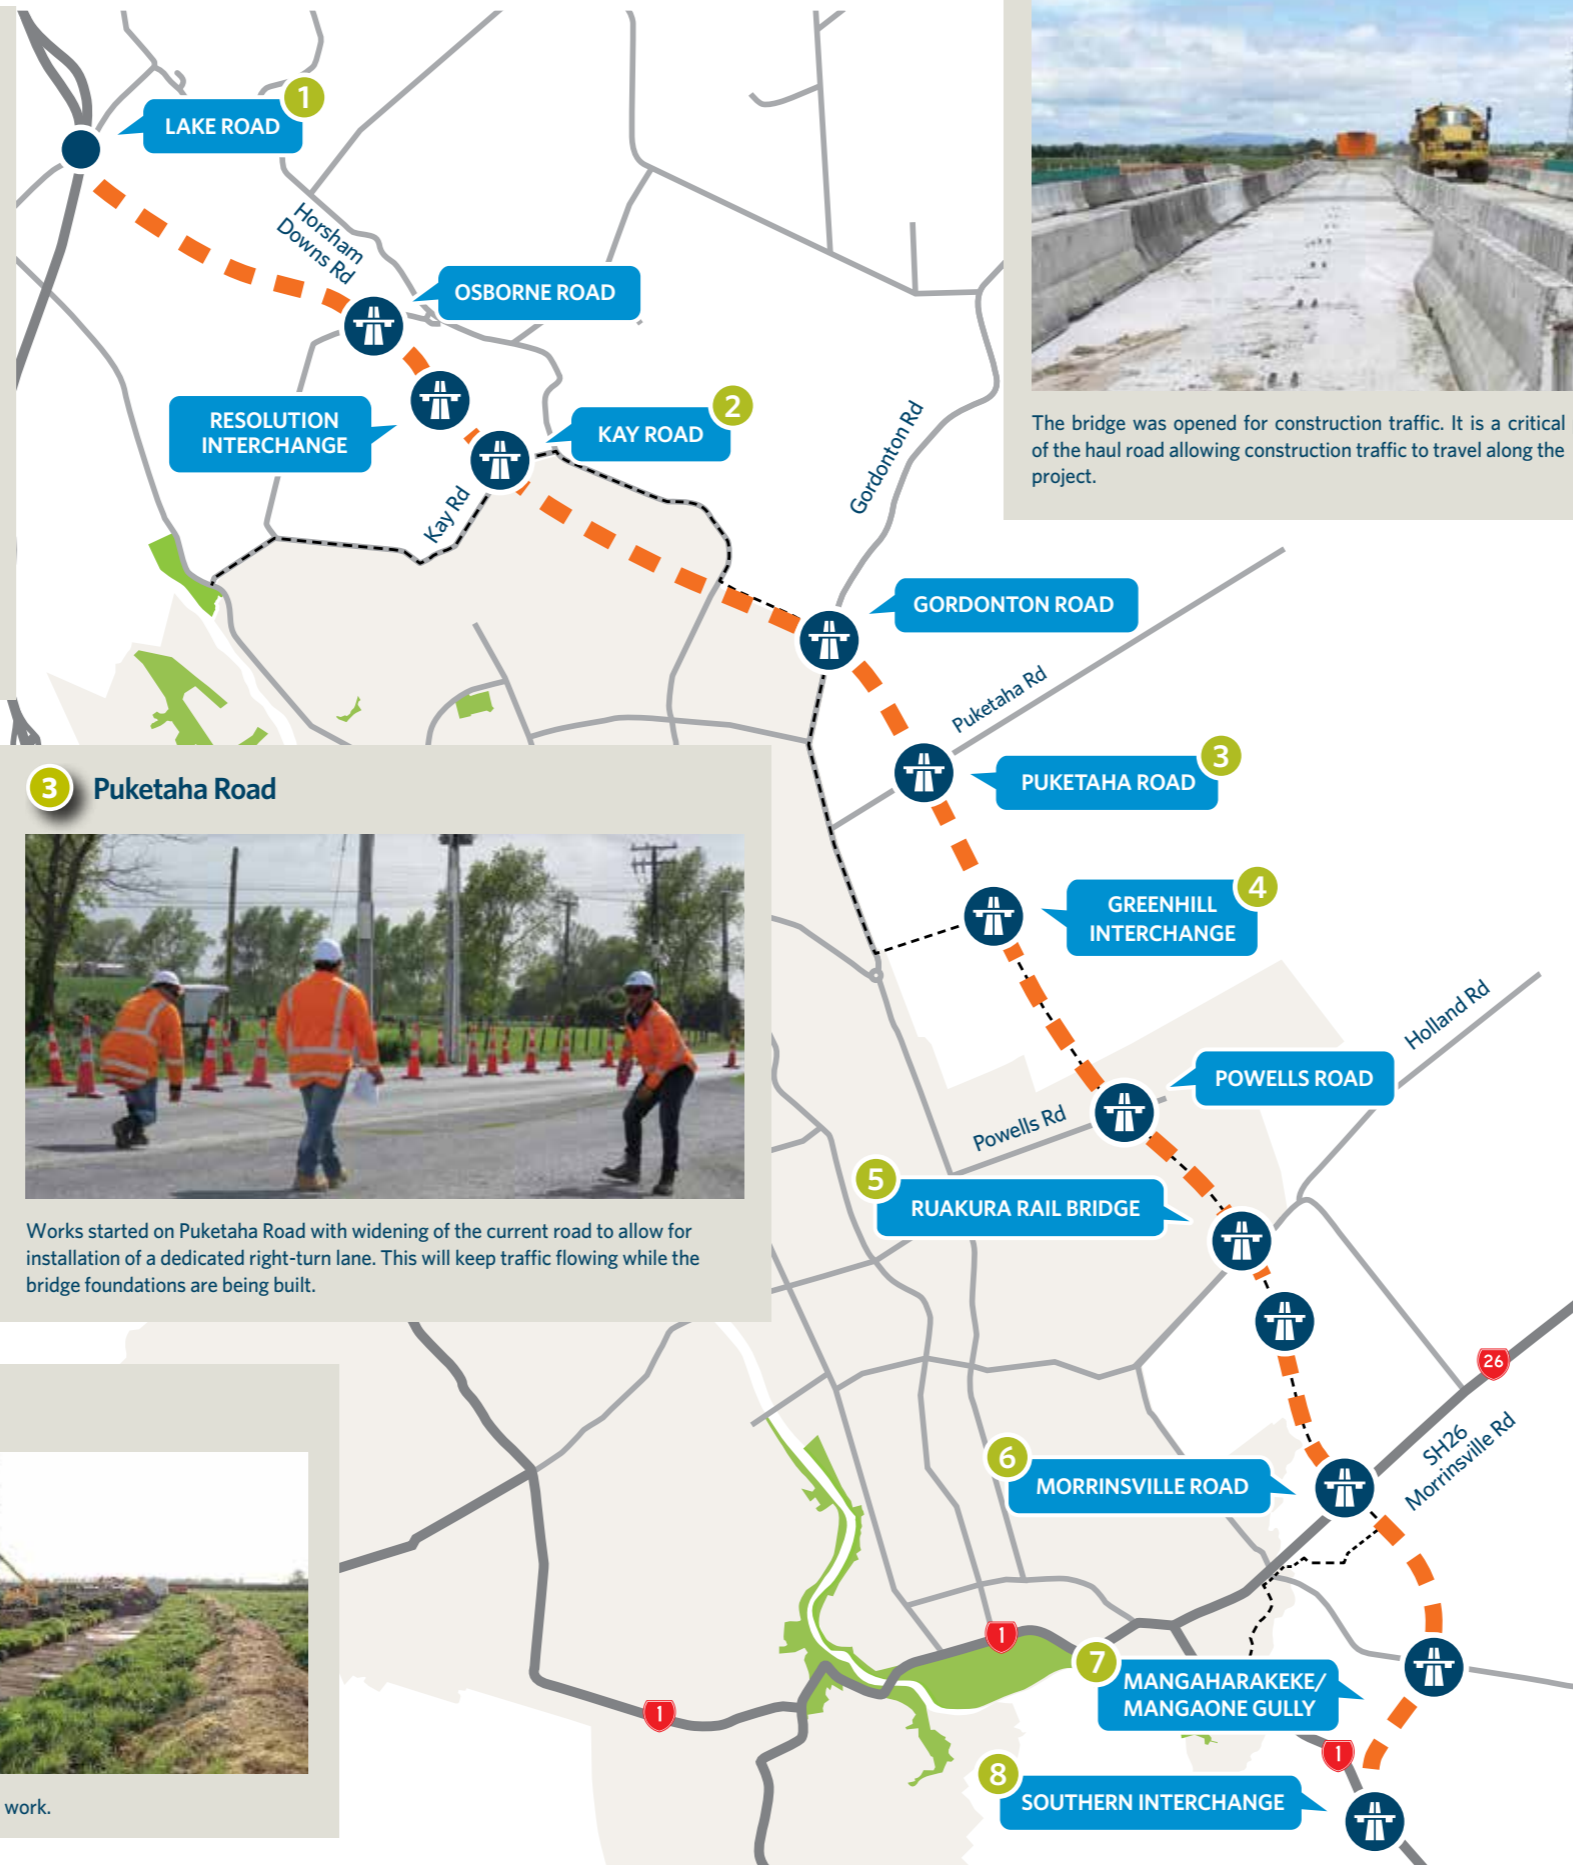 1
LAKE ROAD
Horsham
Downs Rd
OSBORNE ROAD
RESOLUTION
INTERCHANGE
2
KAY ROAD
Kay Rd
Gordonton Rd
The bridge was opened for construction traffic. It is a critical
of the haul road allowing construction traffic to travel along the
project.
GORDONTON ROAD
Puketaha Rd
3
PUKETAHA ROAD
3 Puketaha Road
Works started on Puketaha Road with widening of the current road to allow for
installation of a dedicated right-turn lane. This will keep traffic flowing while the
bridge foundations are being built.
4
GREENHILL
INTERCHANGE
Holland Rd
POWELLS ROAD
Powells Rd
5
RUAKURA RAIL BRIDGE
26
SH26
Morrinsville Rd
6
MORRINSVILLE ROAD
1
7
MANGAHARAKEKE/
MANGAONE GULLY
1
1
8
SOUTHERN INTERCHANGE
work.